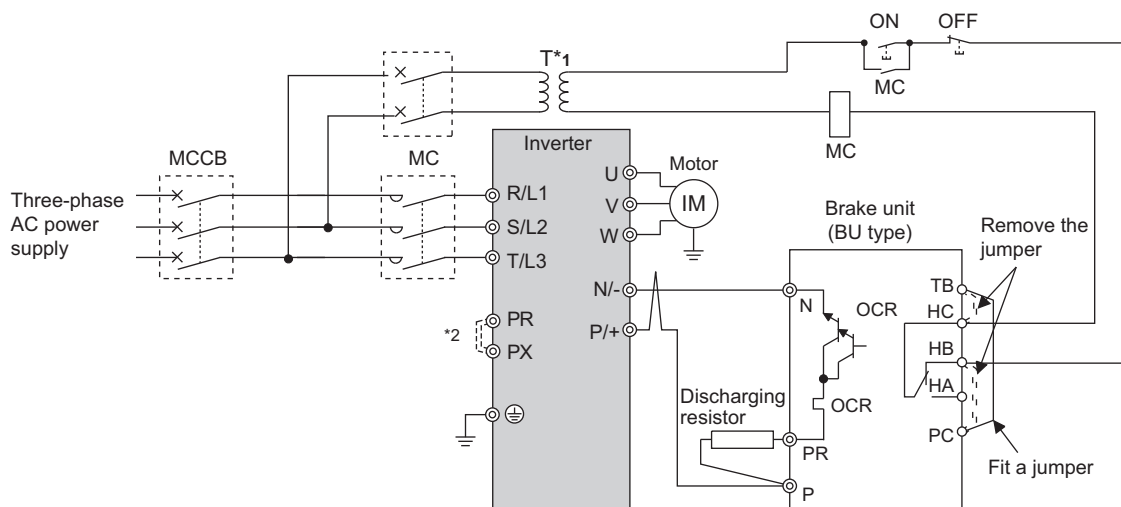 ON
OFF
T*1
MC
MC
Inverter
MCCB
MC
Motor
R/L1
U
Three-phase
AC power
supply
V
IM
S/L2
W
T/L3
Brake unit
(BU type)
Remove the
jumper
N/-
N
TB
OCR
HC
PR
*2
P/+
PX
HB
HA
Discharging
resistor
OCR
PC
PR
Fit a jumper
P